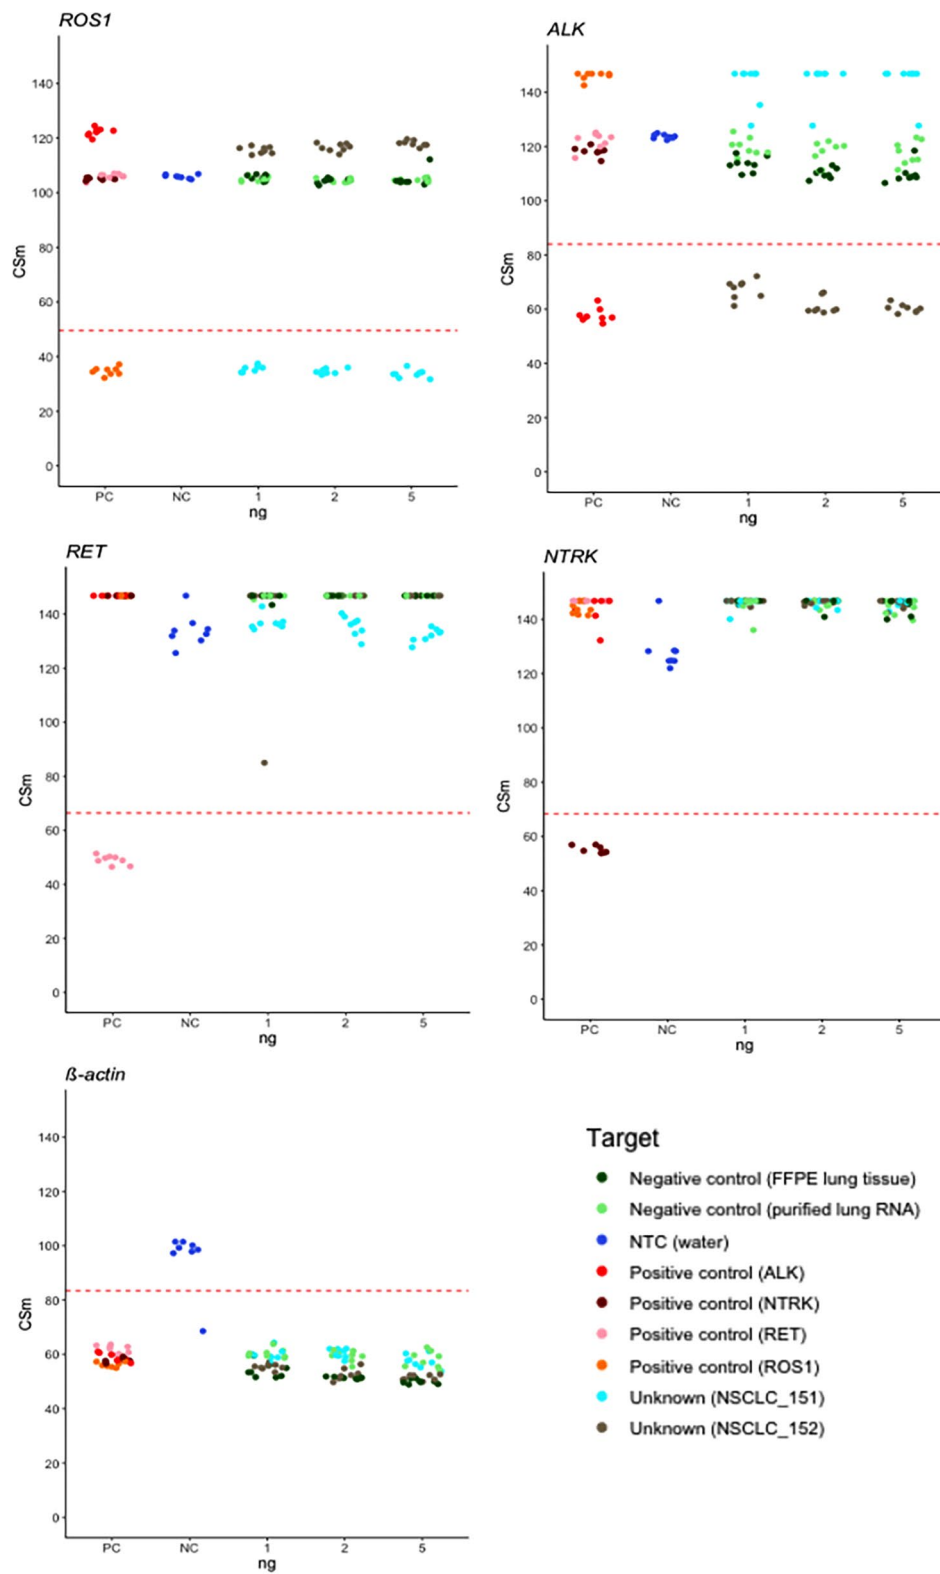 ROS1
140
120
100
80
60
40
20
0
CSm
PC NC 1 2 5
ng
ALK
140
120
100
80
60
40
20
0
CSm
PC NC 1 2 5
ng
RET
140
120
100
80
60
40
20
0
CSm
PC NC 1 2 5
ng
NTRK
140
120
100
80
60
40
20
0
CSm
PC NC 1 2 5
ng
ß-actin
140
120
100
80
60
40
20
0
CSm
PC NC 1 2 5
ng
Target
Negative control (FFPE lung tissue)
Negative control (purified lung RNA)
NTC (water)
Positive control (ALK)
Positive control (NTRK)
Positive control (RET)
Positive control (ROS1)
Unknown (NSCLC_151)
Unknown (NSCLC_152)